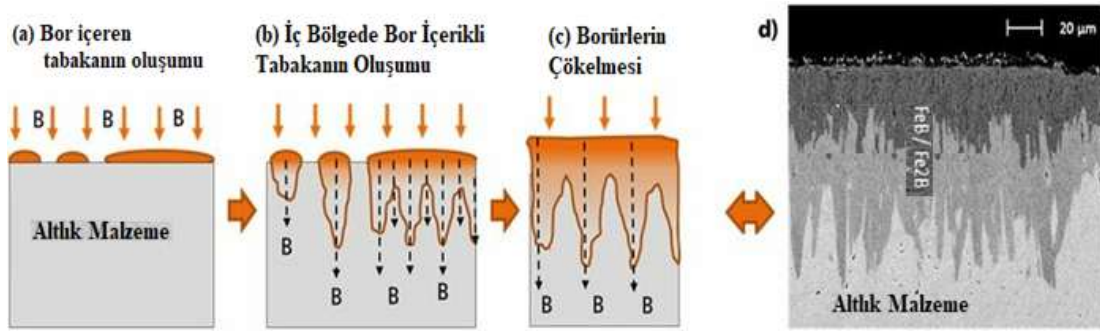 (a) Bor içeren
tabakanın oluşumu
B B B
Altlık Malzeme
(b) İç Bölgede Bor İçerikli
Tabakanın Oluşumu
B
B B B
(c) Borürlerin
Çökelmesi
B B B
d)
20 µm
FeB / Fe2B
Altlık Malzeme